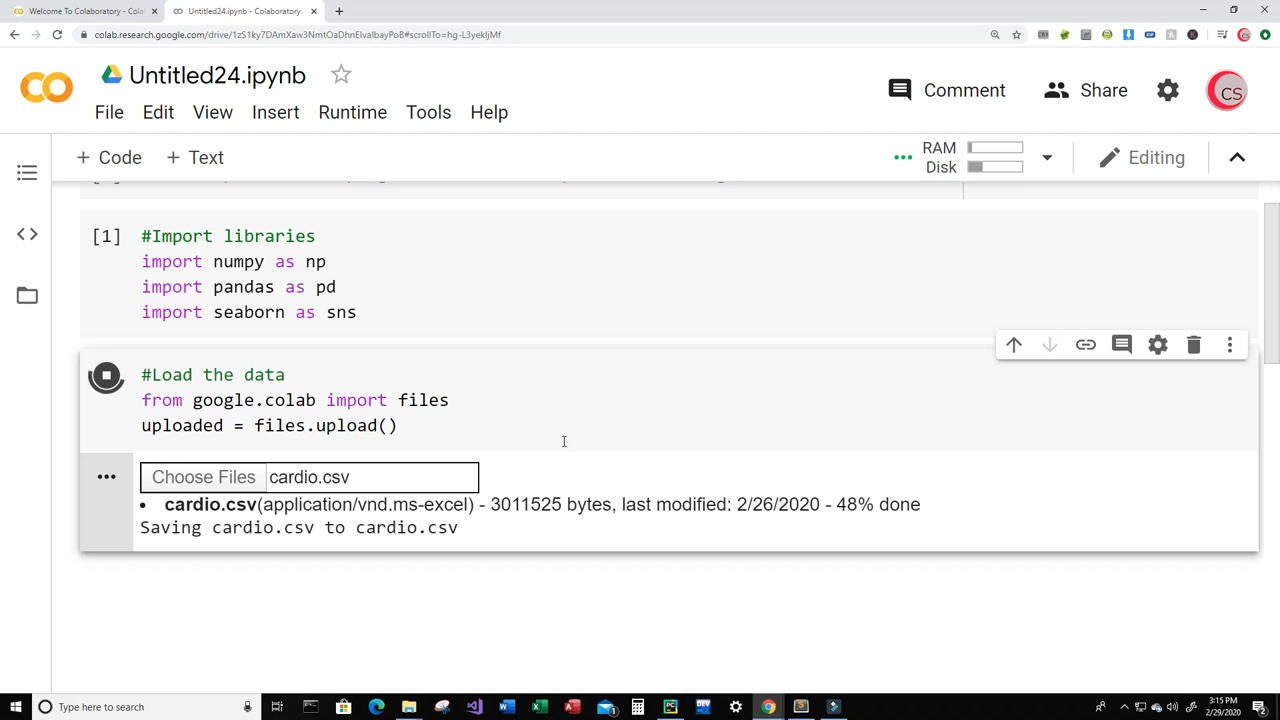 Welcome To Colaboratory - Colab
Untitled24.ipynb - Colaboratory
colab.research.google.com/drive/1zS1ky7DAmXaw3NmtOaDhnElvalbayPoB#scrollTo=hg-L3yekIjMf
Untitled24.ipynb
Comment
Share
CS
File Edit View Insert Runtime Tools Help
+ Code + Text
RAM
Disk
Editing
[1] #Import libraries
import numpy as np
import pandas as pd
import seaborn as sns
#Load the data
from google.colab import files
uploaded = files.upload()
Choose Files cardio.csv
cardio.csv(application/vnd.ms-excel) - 3011525 bytes, last modified: 2/26/2020 - 48% done
Saving cardio.csv to cardio.csv
Type here to search
3:15 PM
2/29/2020